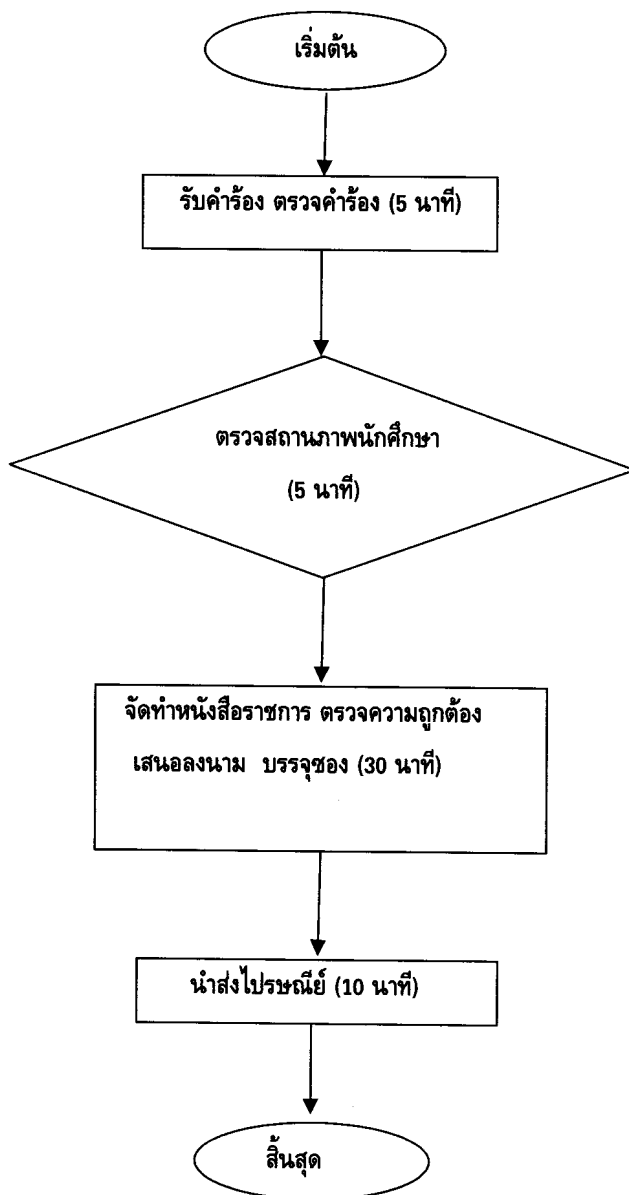 เริ่มต้น
รับคำร้อง ตรวจคำร้อง (5 นาที)
ตรวจสถานภาพนักศึกษา
(5 นาที)
จัดทำหนังสือราชการ ตรวจความถูกต้อง
เสนอลงนาม บรรจุซอง (30 นาที)
นำส่งไปรษณีย์ (10 นาที)
สิ้นสุด